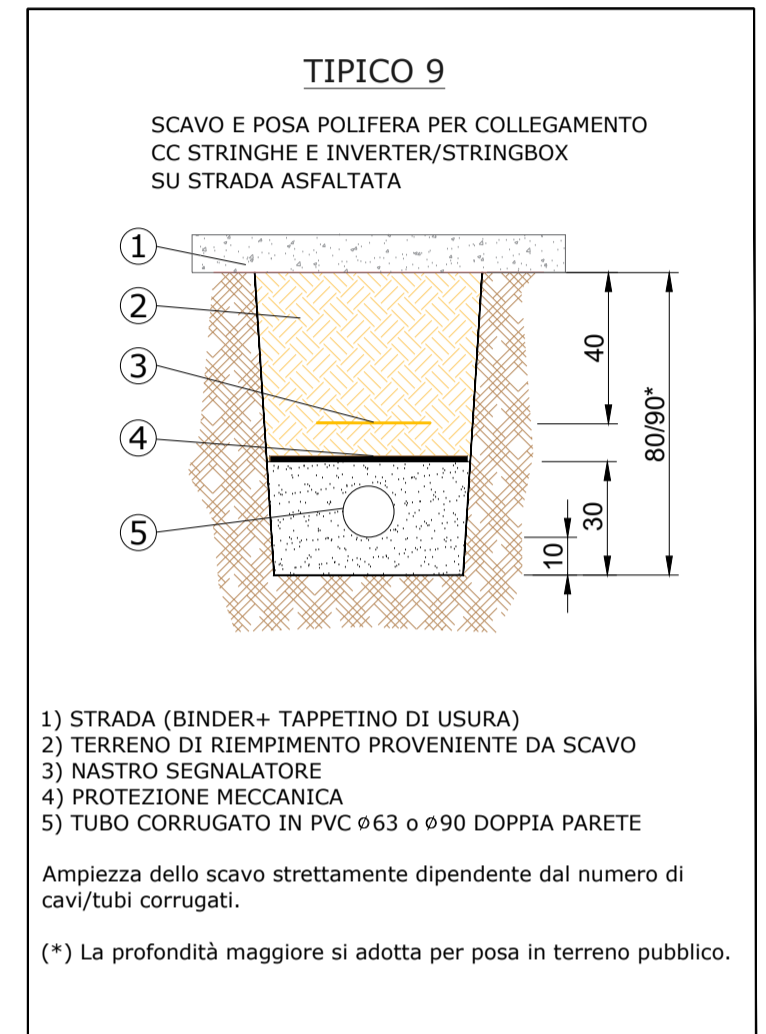 TIPICO 9
SCAVO E POSA POLIFERA PER COLLEGAMENTO
CC STRINGHE E INVERTER/STRINGBOX
SU STRADA ASFALTATA
1
2
3
4
5
40
80/90*
30
10
1) STRADA (BINDER+ TAPPETINO DI USURA)
2) TERRENO DI RIEMPIMENTO PROVENIENTE DA SCAVO
3) NASTRO SEGNALATORE
4) PROTEZIONE MECCANICA
5) TUBO CORRUGATO IN PVC ø63 o ø90 DOPPIA PARETE
Ampiezza dello scavo strettamente dipendente dal numero di
cavi/tubi corrugati.
(*) La profondità maggiore si adotta per posa in terreno pubblico.